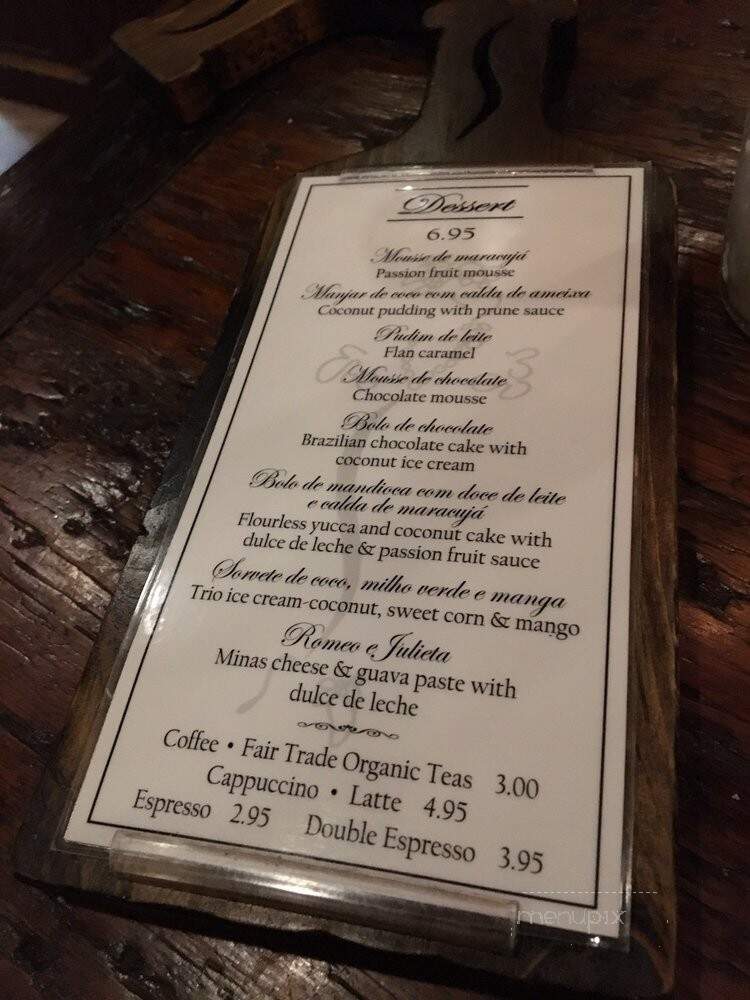 Dessert
6.95
Mousse de maracujá
Passion fruit mousse
Manjar de coco com calda de ameixa
Coconut pudding with prune sauce
Pudim de leite
Flan caramel
Mousse de chocolate
Chocolate mousse
Bolo de chocolate
Brazilian chocolate cake with
coconut ice cream
Bolo de mandioca com doce de leite
e calda de maracujá
Flourless yucca and coconut cake with
dulce de leche & passion fruit sauce
Sorvete de coco, milho verde e manga
Trio ice cream-coconut, sweet corn & mango
Romeo e Julieta
Minas cheese & guava paste with
dulce de leche
Coffee • Fair Trade Organic Teas 3.00
Cappuccino • Latte 4.95
Espresso 2.95 Double Espresso 3.95
menupix